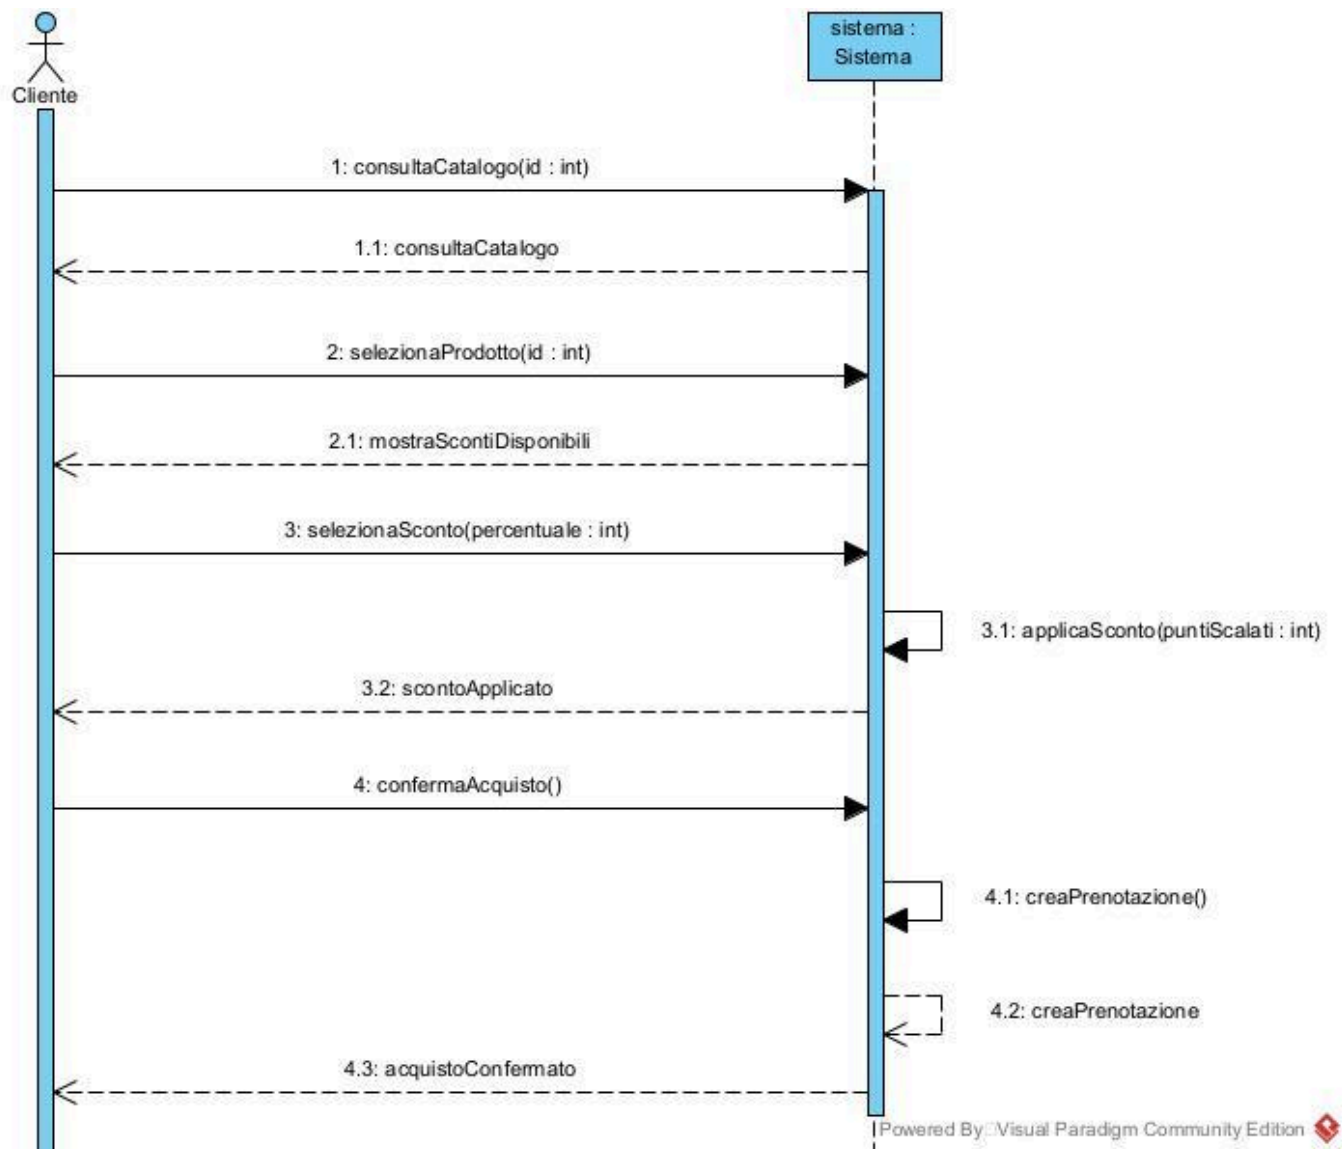 sistema :
Sistema
Cliente
1: consultaCatalogo(id : int)
1.1: consultaCatalogo
2: selezionaProdotto(id : int)
2.1: mostraScontiDisponibili
3: selezionaSconto(percentuale : int)
3.1: applicaSconto(puntiScalati : int)
3.2: scontoApplicato
4: confermaAcquisto()
4.1: creaPrenotazione()
4.2: creaPrenotazione
4.3: acquistoConfermato
Powered By Visual Paradigm Community Edition